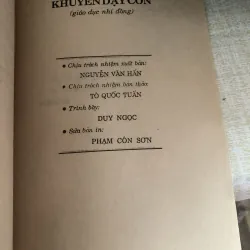 KHUYÊN DẠY CON
(giáo dục nhi đồng)
• Chịu trách nhiệm xuất bản:
NGUYỄN VĂN HÂN
• Chịu trách nhiệm bản thảo:
TÔ QUỐC TUẤN
• Trình bày:
DUY NGỌC
• Sửa bản in:
PHẠM CÔN SƠN